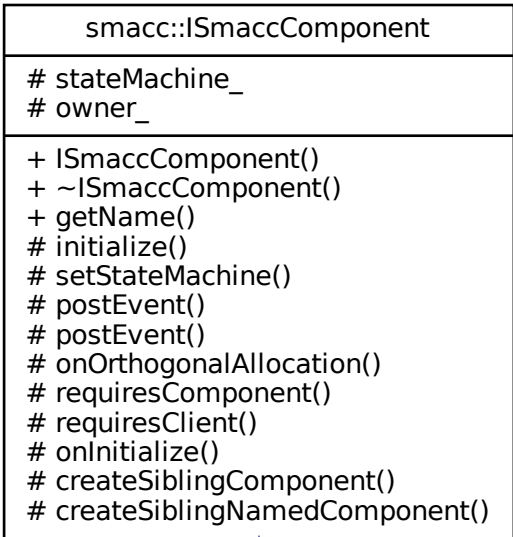 smacc::ISmaccComponent
# stateMachine_
# owner_
+ ISmaccComponent()
+ ~ISmaccComponent()
+ getName()
# initialize()
# setStateMachine()
# postEvent()
# postEvent()
# onOrthogonalAllocation()
# requiresComponent()
# requiresClient()
# onInitialize()
# createSiblingComponent()
# createSiblingNamedComponent()